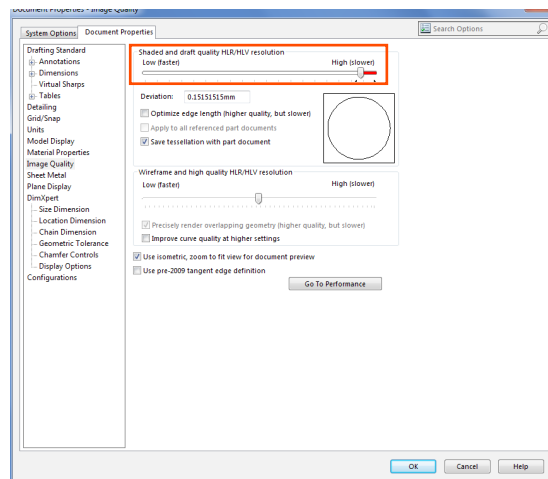 Document Properties - Image Quality
System Options
Document Properties
Search Options
Drafting Standard
Annotations
Dimensions
Virtual Sharps
Tables
Detailing
Grid/Snap
Units
Model Display
Material Properties
Image Quality
Sheet Metal
Plane Display
DimXpert
Size Dimension
Location Dimension
Chain Dimension
Geometric Tolerance
Chamfer Controls
Display Options
Configurations
Shaded and draft quality HLR/HLV resolution
Low (faster) High (slower)
Deviation: 0.15151515mm
Optimize edge length (higher quality, but slower)
Apply to all referenced part documents
Save tessellation with part document
Wireframe and high quality HLR/HLV resolution
Low (faster) High (slower)
Precisely render overlapping geometry (higher quality, but slower)
Improve curve quality at higher settings
Use isometric, zoom to fit view for document preview
Use pre-2009 tangent edge definition
Go To Performance
OK Cancel Help